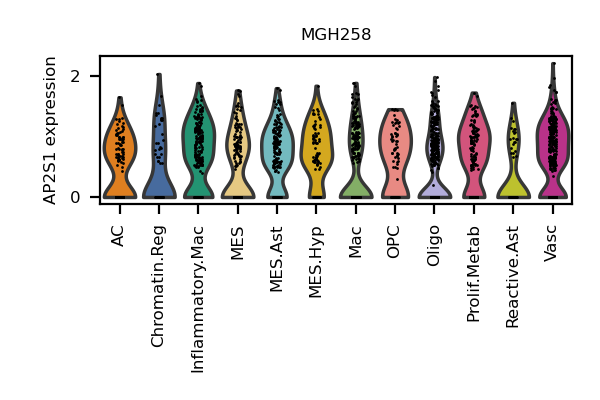 MGH258
AP2S1 expression
2
0
AC
Chromatin.Reg
Inflammatory.Mac
MES
MES.Ast
MES.Hyp
Mac
OPC
Oligo
Prolif.Metab
Reactive.Ast
Vasc